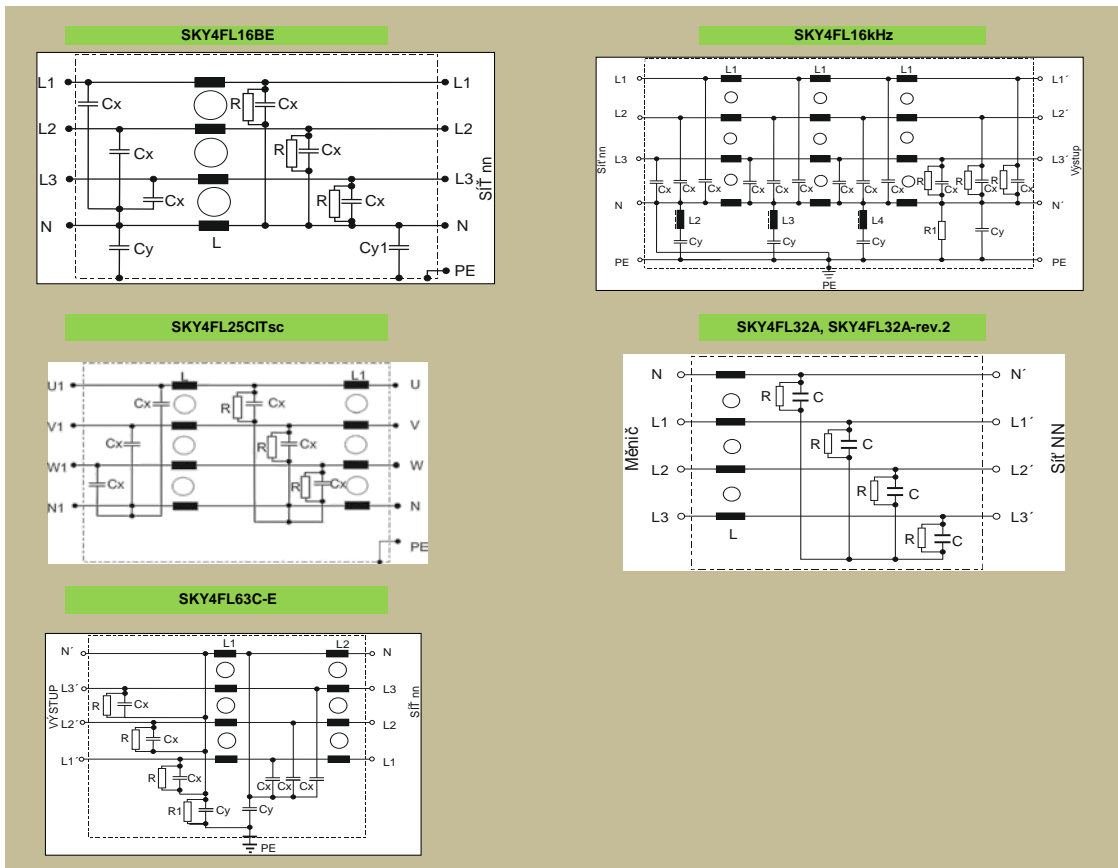 SKY4FL16BE
L1
Cx
R
Cx
L1
L2
Cx
R
Cx
L2
L3
Cx
R
Cx
L3
N
L
N
Cy
Cy1
PE
SÍŤ nn
SKY4FL16kHz
L1
L1
L1
L1
L1´
L2
L2´
L3
L3´
Cx
Cx
Cx
Cx
Cx
Cx
Cx
Cx
Cx
R
Cx
R
Cx
R
Cx
N
N´
L2
L3
L4
R1
Cy
Cy
Cy
Cy
PE
PE
PE
Síť nn
Výstup
SKY4FL25CITsc
L
L1
U1
Cx
R
Cx
U
V1
Cx
R
Cx
V
W1
Cx
R
Cx
W
N1
N
PE
SKY4FL32A, SKY4FL32A-rev.2
N
R
C
N´
L1
R
C
L1´
L2
R
C
L2´
L3
R
C
L3´
L
Měnič
Síť NN
SKY4FL63C-E
N´
L1
L2
N
L3´
R
Cx
L3
L2´
R
Cx
L2
L1´
R
Cx
L1
Cx
Cx
Cx
R1
Cy
Cy
PE
VÝSTUP
SíŤ nn